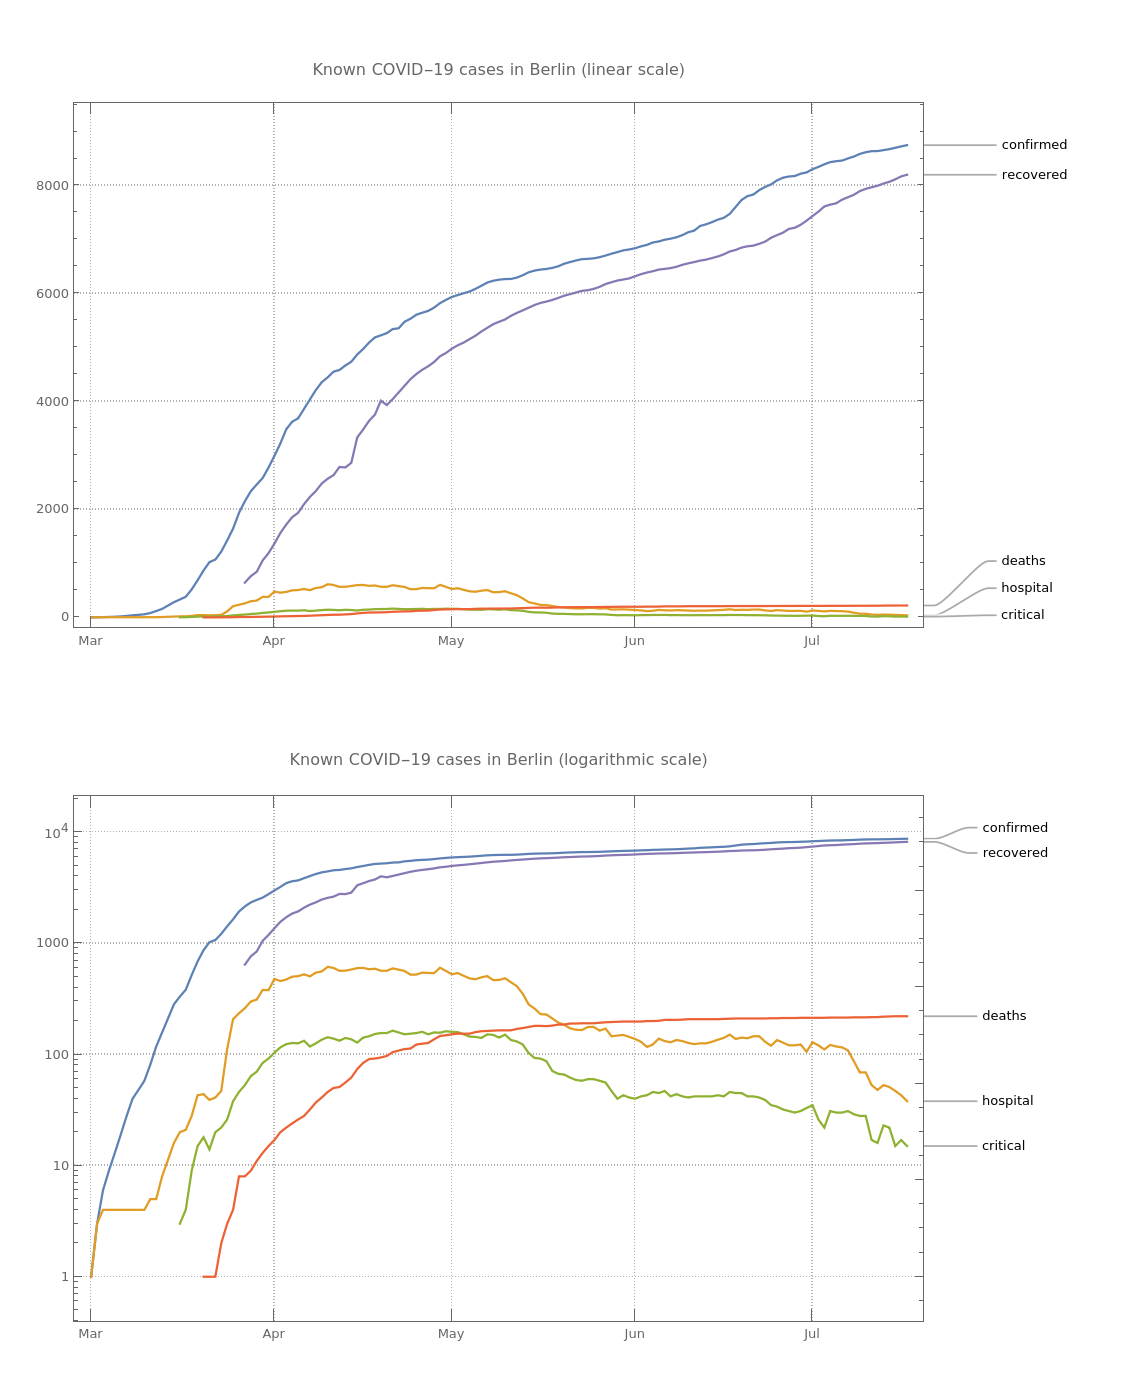 Known COVID–19 cases in Berlin (linear scale)
confirmed
recovered
8000
6000
4000
2000
0
deaths
hospital
critical
Mar Apr May Jun Jul
Known COVID–19 cases in Berlin (logarithmic scale)
10⁴
confirmed
recovered
1000
deaths
100
hospital
critical
10
1
Mar Apr May Jun Jul